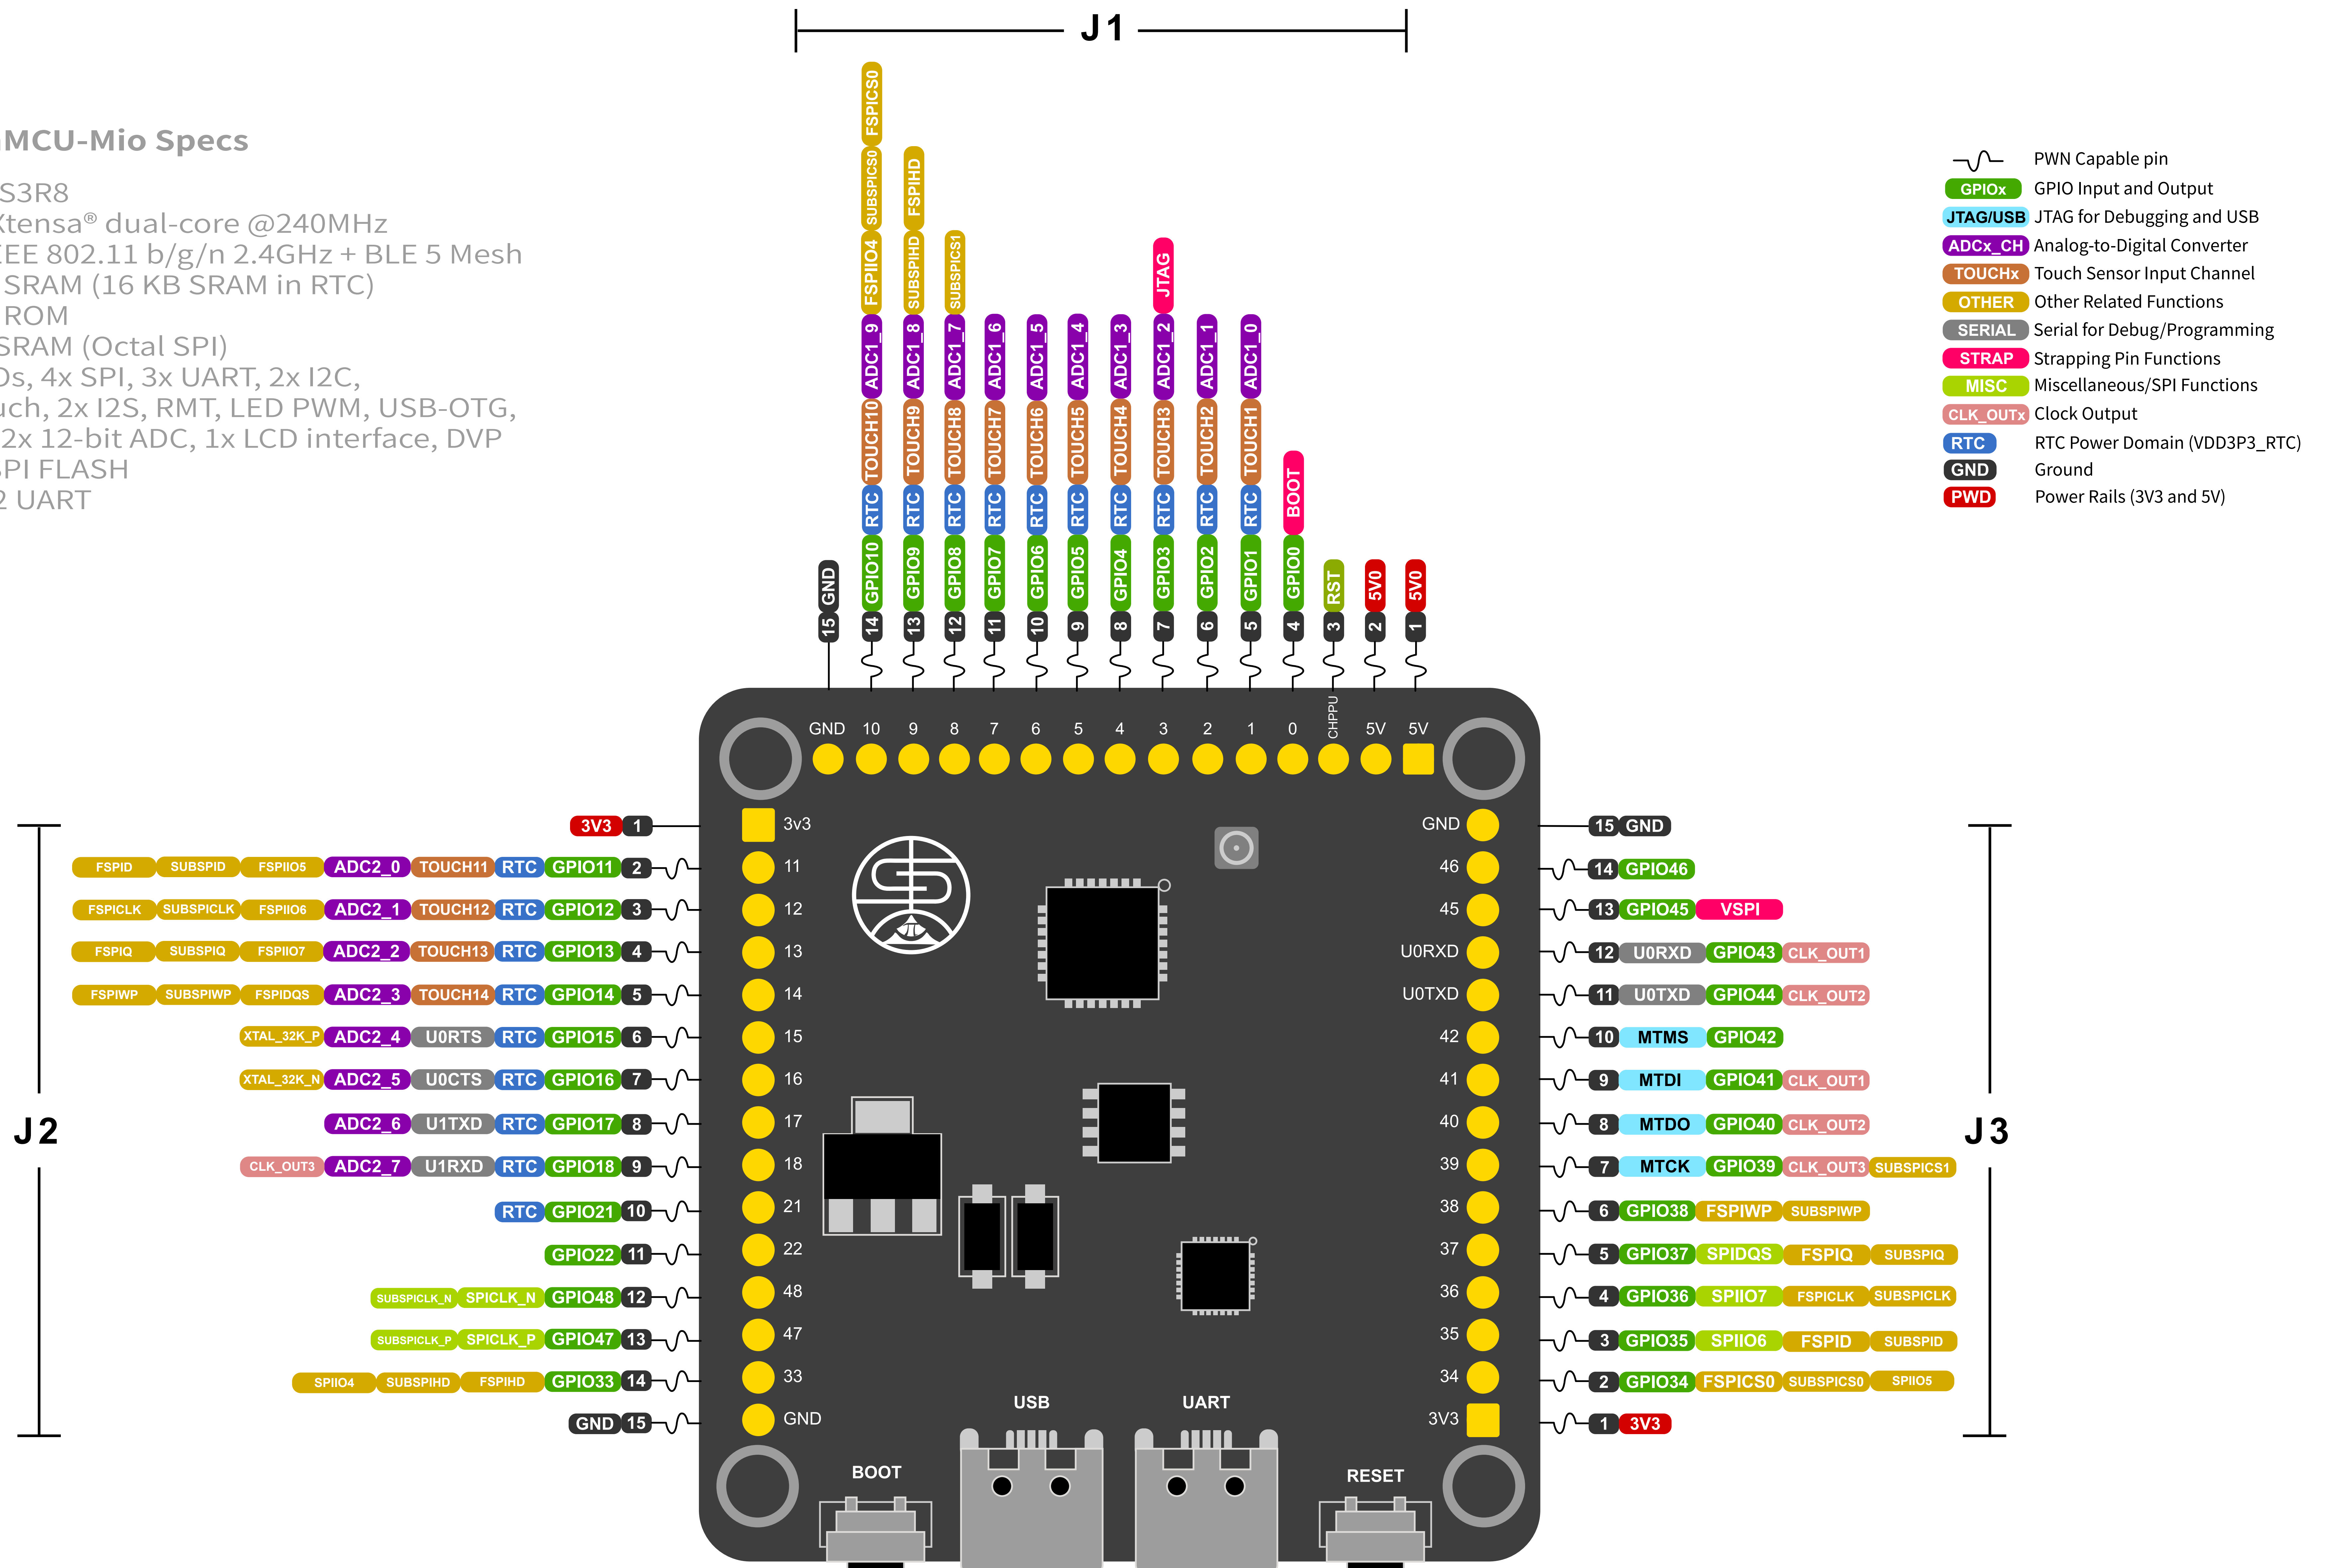 J1
MCU-Mio Specs
S3R8
Xtensa® dual-core @240MHz
EEE 802.11 b/g/n 2.4GHz + BLE 5 Mesh
SRAM (16 KB SRAM in RTC)
ROM
SRAM (Octal SPI)
Os, 4x SPI, 3x UART, 2x I2C,
uch, 2x I2S, RMT, LED PWM, USB-OTG,
2x 12-bit ADC, 1x LCD interface, DVP
SPI FLASH
2 UART
PWN Capable pin
GPIOx GPIO Input and Output
JTAG/USB JTAG for Debugging and USB
ADCx_CH Analog-to-Digital Converter
TOUCHx Touch Sensor Input Channel
OTHER Other Related Functions
SERIAL Serial for Debug/Programming
STRAP Strapping Pin Functions
MISC Miscellaneous/SPI Functions
CLK_OUTx Clock Output
RTC RTC Power Domain (VDD3P3_RTC)
GND Ground
PWD Power Rails (3V3 and 5V)
15 GND
14 GPIO10 RTC TOUCH10 ADC1_9 FSPIIO4 SUBSPICS0 FSPICS0
13 GPIO9 RTC TOUCH9 ADC1_8 SUBSPIHD FSPIHD
12 GPIO8 RTC TOUCH8 ADC1_7 SUBSPICS1
11 GPIO7 RTC TOUCH7 ADC1_6
10 GPIO6 RTC TOUCH6 ADC1_5
9 GPIO5 RTC TOUCH5 ADC1_4
8 GPIO4 RTC TOUCH4 ADC1_3
7 GPIO3 RTC TOUCH3 ADC1_2 JTAG
6 GPIO2 RTC TOUCH2 ADC1_1
5 GPIO1 RTC TOUCH1 ADC1_0
4 GPIO0 BOOT
3 RST
2 5V0
1 5V0
GND 10 9 8 7 6 5 4 3 2 1 0 CHPPU 5V 5V
J2
3V3 1
FSPID SUBSPID FSPIIO5 ADC2_0 TOUCH11 RTC GPIO11 2
FSPICLK SUBSPICLK FSPIIO6 ADC2_1 TOUCH12 RTC GPIO12 3
FSPIQ SUBSPIQ FSPIIO7 ADC2_2 TOUCH13 RTC GPIO13 4
FSPIWP SUBSPIWP FSPIDQS ADC2_3 TOUCH14 RTC GPIO14 5
XTAL_32K_P ADC2_4 U0RTS RTC GPIO15 6
XTAL_32K_N ADC2_5 U0CTS RTC GPIO16 7
ADC2_6 U1TXD RTC GPIO17 8
CLK_OUT3 ADC2_7 U1RXD RTC GPIO18 9
RTC GPIO21 10
GPIO22 11
SUBSPICLK_N SPICLK_N GPIO48 12
SUBSPICLK_P SPICLK_P GPIO47 13
SPIIO4 SUBSPIHD FSPIHD GPIO33 14
GND 15
3v3
11
12
13
14
15
16
17
18
21
22
48
47
33
GND
GND
46
45
U0RXD
U0TXD
42
41
40
39
38
37
36
35
34
3V3
15 GND
14 GPIO46
13 GPIO45 VSPI
12 U0RXD GPIO43 CLK_OUT1
11 U0TXD GPIO44 CLK_OUT2
10 MTMS GPIO42
9 MTDI GPIO41 CLK_OUT1
8 MTDO GPIO40 CLK_OUT2
7 MTCK GPIO39 CLK_OUT3 SUBSPICS1
6 GPIO38 FSPIWP SUBSPIWP
5 GPIO37 SPIDQS FSPIQ SUBSPIQ
4 GPIO36 SPIIO7 FSPICLK SUBSPICLK
3 GPIO35 SPIIO6 FSPID SUBSPID
2 GPIO34 FSPICS0 SUBSPICS0 SPIIO5
1 3V3
J3
USB UART
BOOT RESET